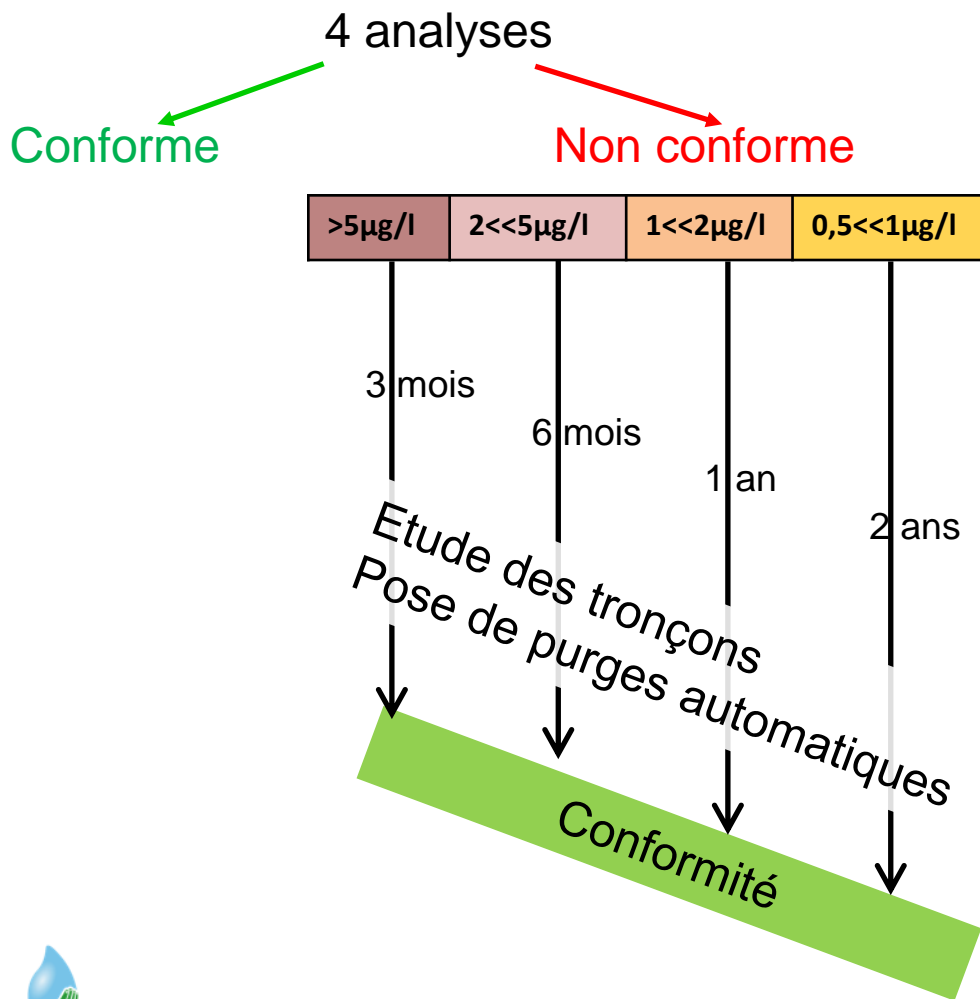 4 analyses
Conforme
Non conforme
>5µg/l
2<<5µg/l
1<<2µg/l
0,5<<1µg/l
3 mois
6 mois
1 an
2 ans
Etude des tronçons
Pose de purges automatiques
Conformité